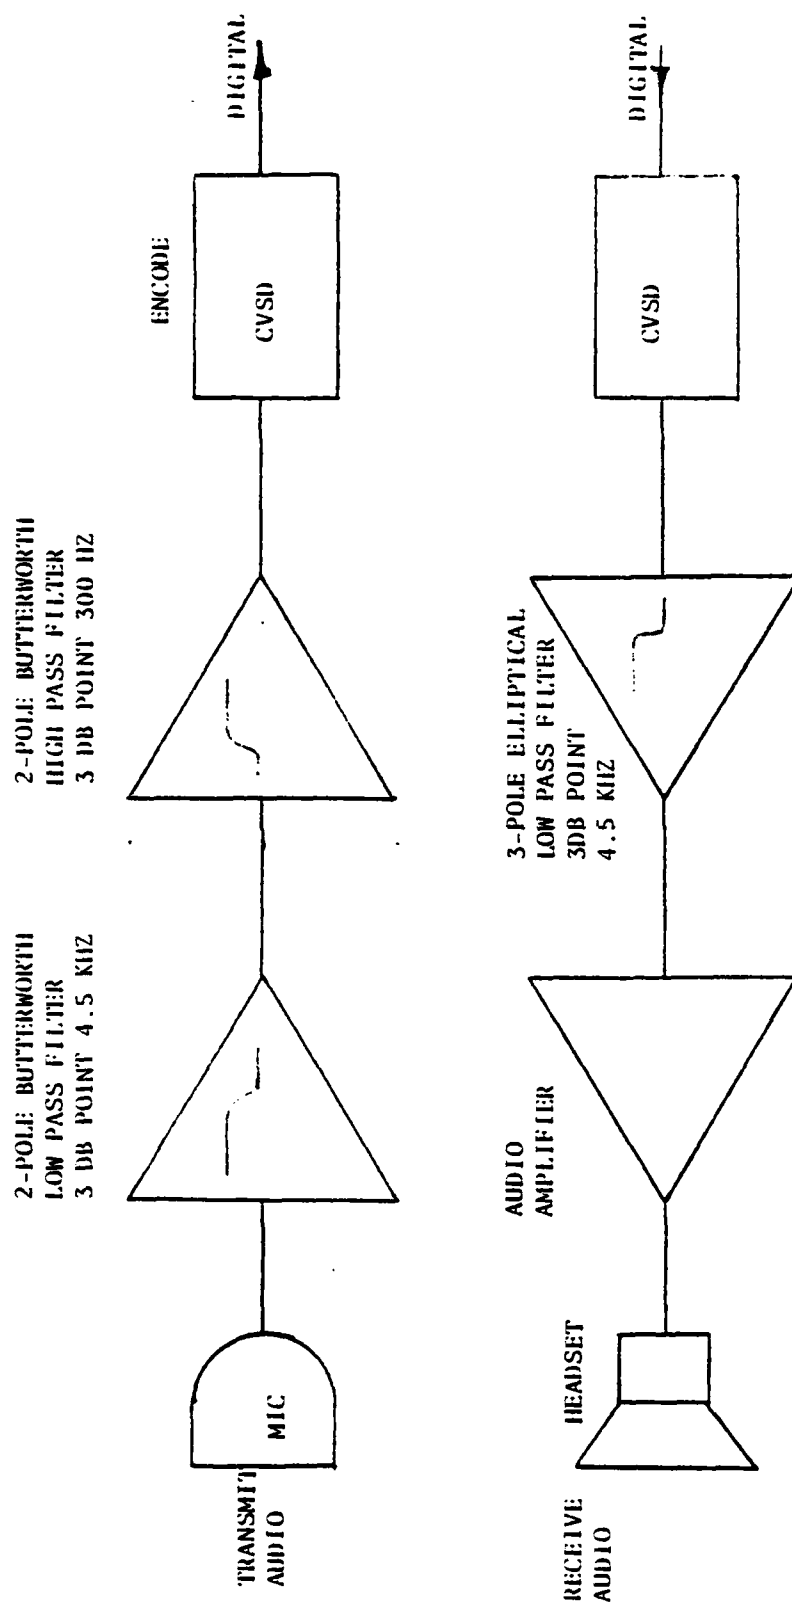 2-POLE BUTTERWORTH
LOW PASS FILTER
3 DB POINT 4.5 KHZ
2-POLE BUTTERWORTH
HIGH PASS FILTER
3 DB POINT 300 HZ
ENCODE
DIGITAL
TRANSMIT
AUDIO
MIC
CVSD
AUDIO
AMPLIFIER
3-POLE ELLIPTICAL
LOW PASS FILTER
3DB POINT
4.5 KHZ
DIGITAL
RECEIVE
AUDIO
HEADSET
CVSD